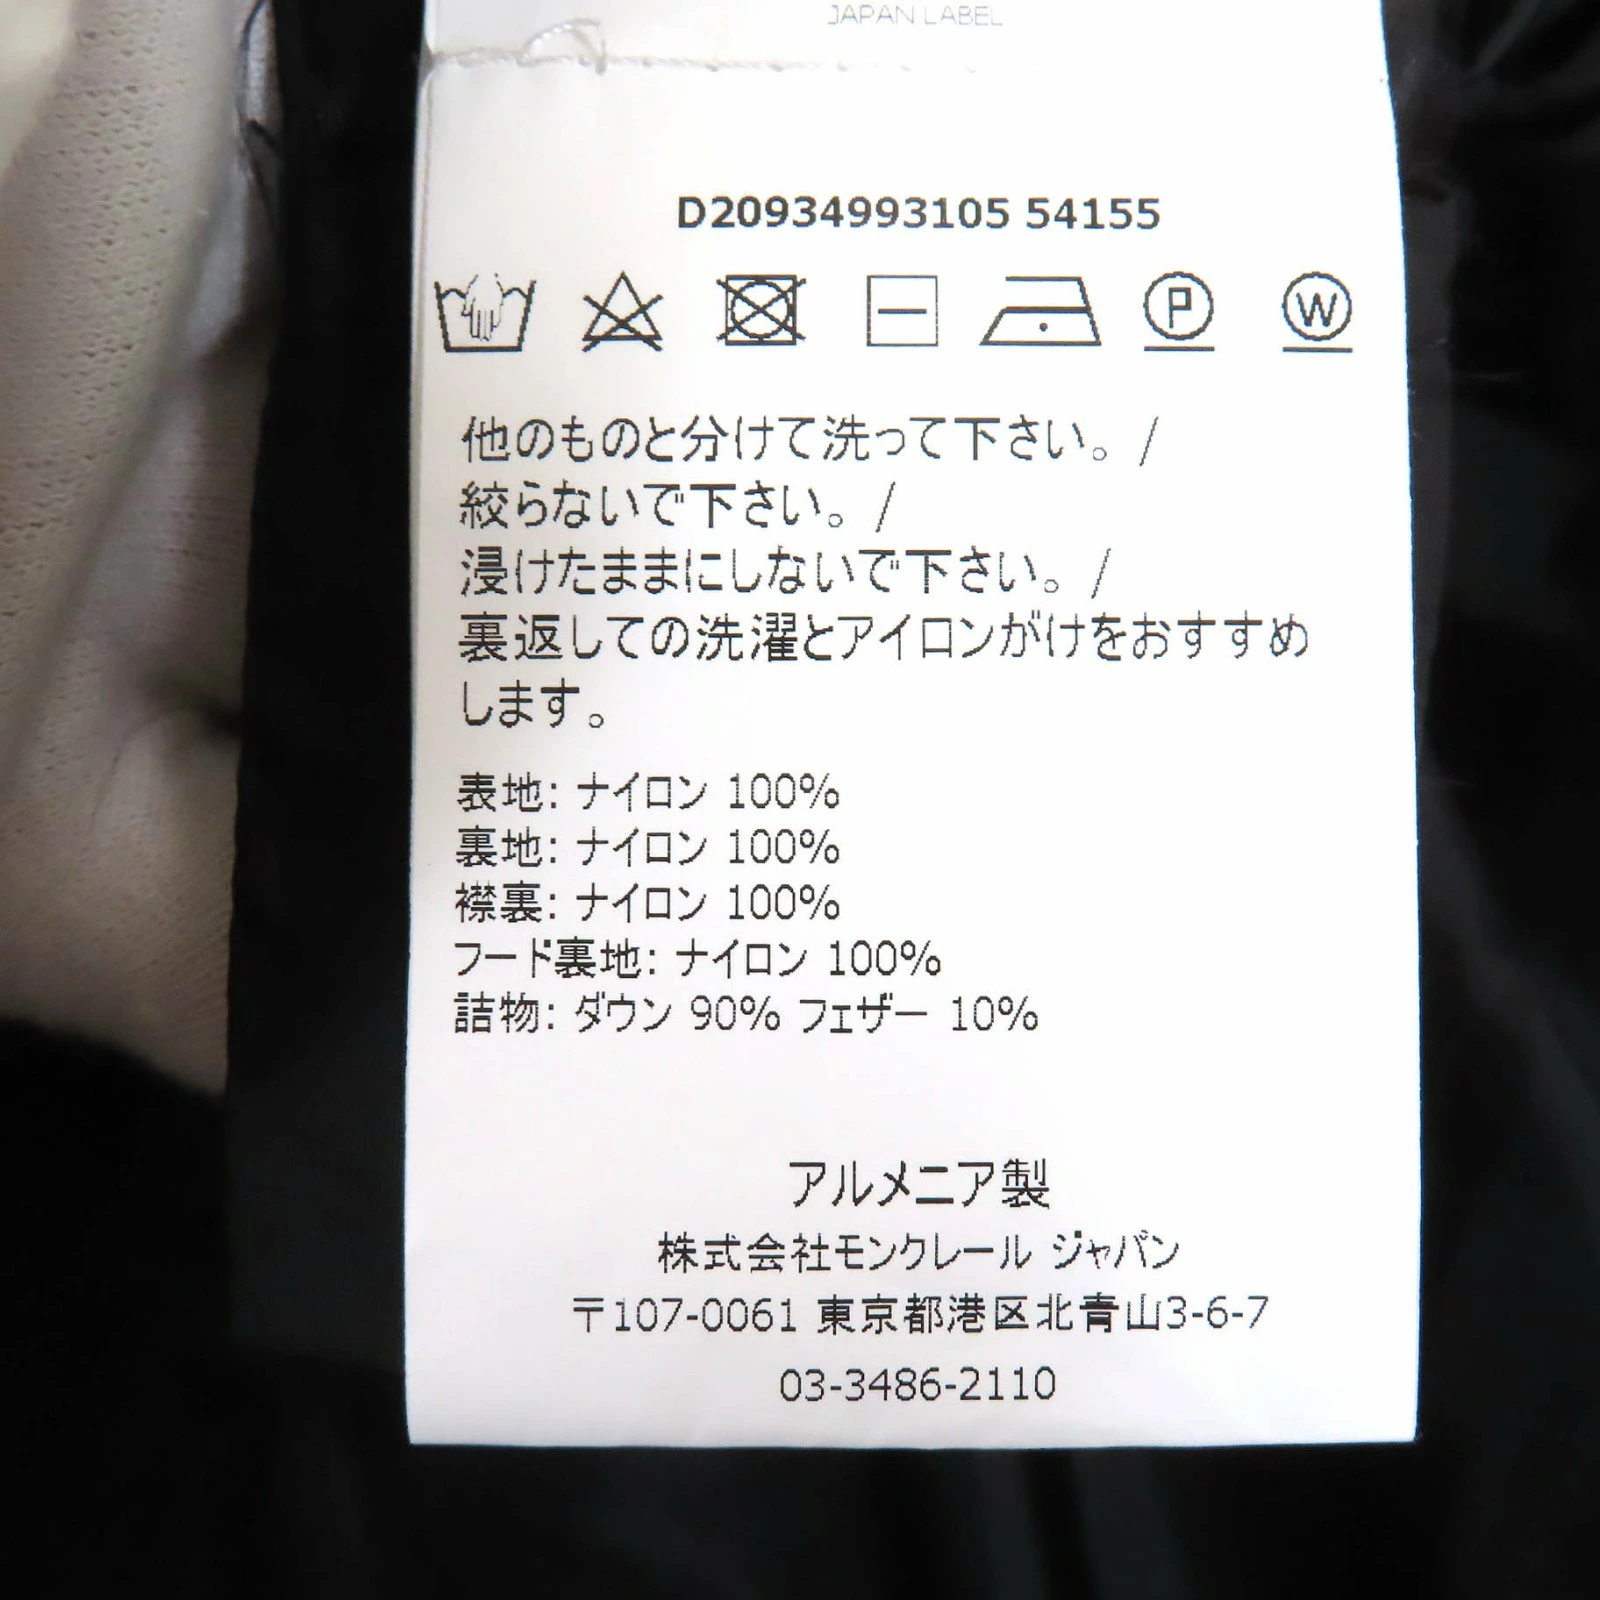 JAPAN LABEL
D20934993105 54155
P W
他のものと分けて洗って下さい。/
絞らないで下さい。/
浸けたままにしないで下さい。/
裏返しての洗濯とアイロンがけをおすすめ
します。
表地: ナイロン 100%
裏地: ナイロン 100%
襟裏: ナイロン 100%
フード裏地: ナイロン 100%
詰物: ダウン 90% フェザー 10%
アルメニア製
株式会社モンクレール ジャパン
〒107-0061 東京都港区北青山3-6-7
03-3486-2110